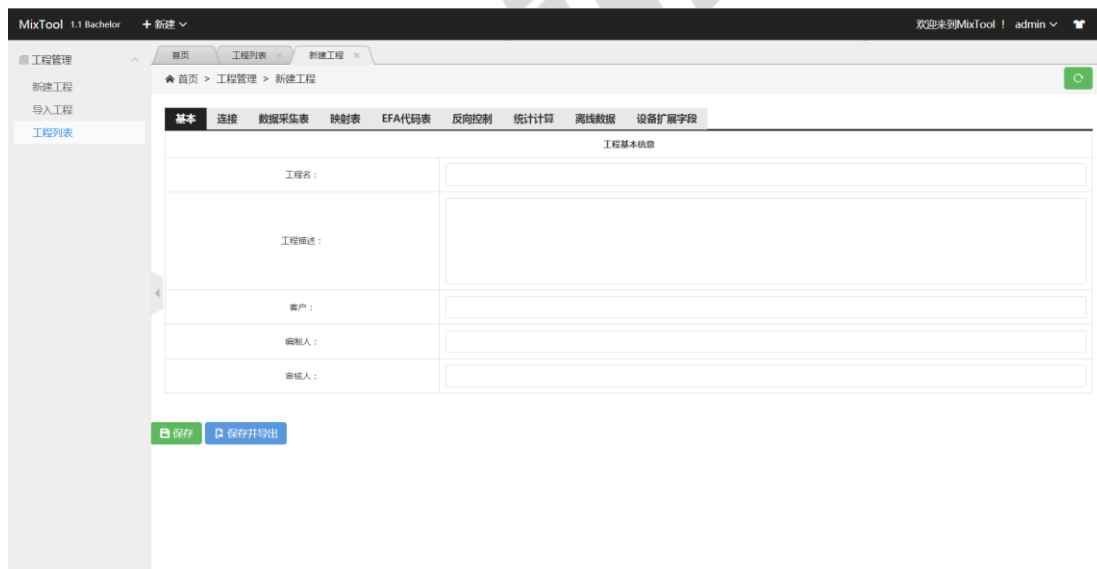 MixTool 1.1 Bachelor + 新建 欢迎来到MixTool ! admin
工程管理
新建工程
导入工程
工程列表
首页 工程列表 × 新建工程 ×
首页 > 工程管理 > 新建工程
基本 连接 数据采集表 映射表 EFA代码表 反向控制 统计计算 离线数据 设备扩展字段
工程基本信息
工程名：
工程描述：
客户：
编制人：
审核人：
保存 保存并导出